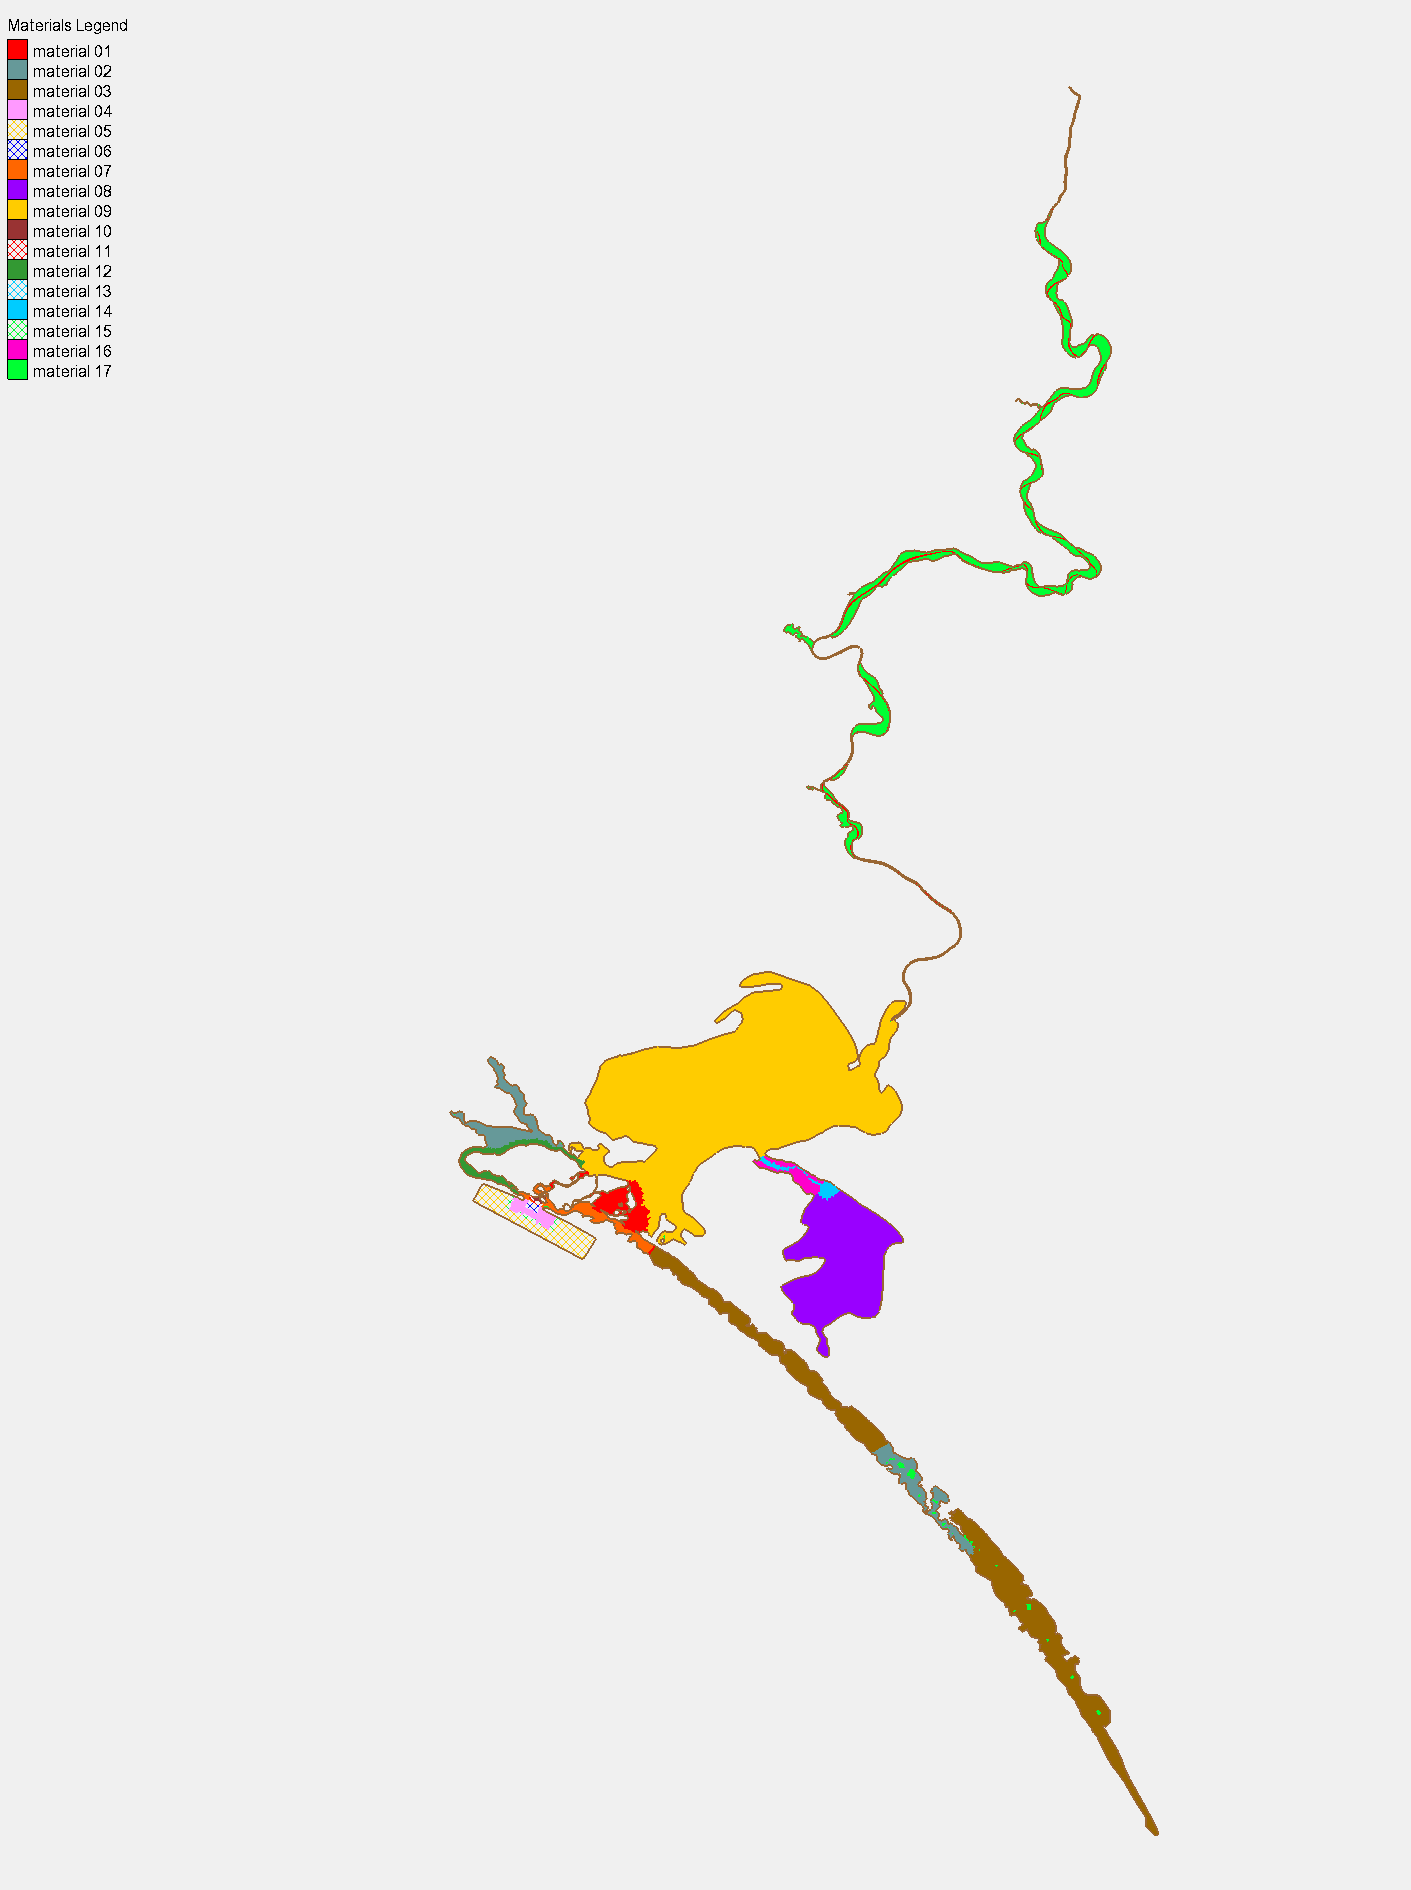 Materials Legend
material 01
material 02
material 03
material 04
material 05
material 06
material 07
material 08
material 09
material 10
material 11
material 12
material 13
material 14
material 15
material 16
material 17